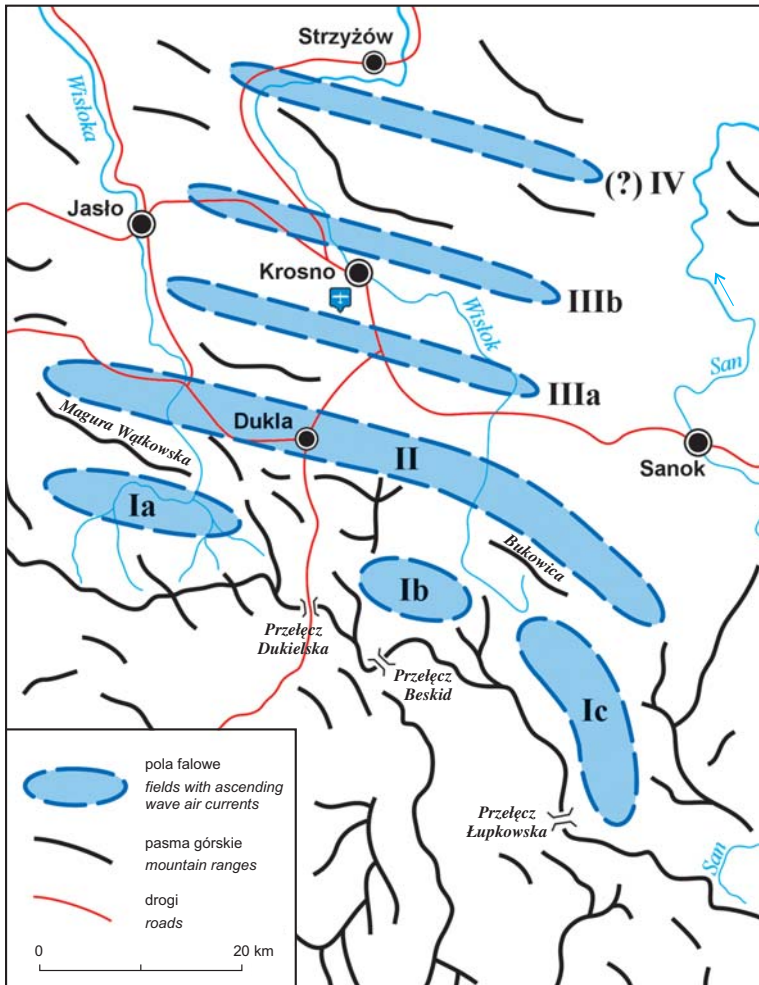 Strzyżów
Wisłoka
(?) IV
Jasło
Krosno
IIIb
Wisłok
San
IIIa
Magura Wątkowska
Dukla
II
Sanok
Ia
Bukowica
Ib
Przełęcz
Dukielska
Przełęcz
Beskid
Ic
Przełęcz
Łupkowska
San
pola falowe
fields with ascending
wave air currents
pasma górskie
mountain ranges
drogi
roads
0 20 km